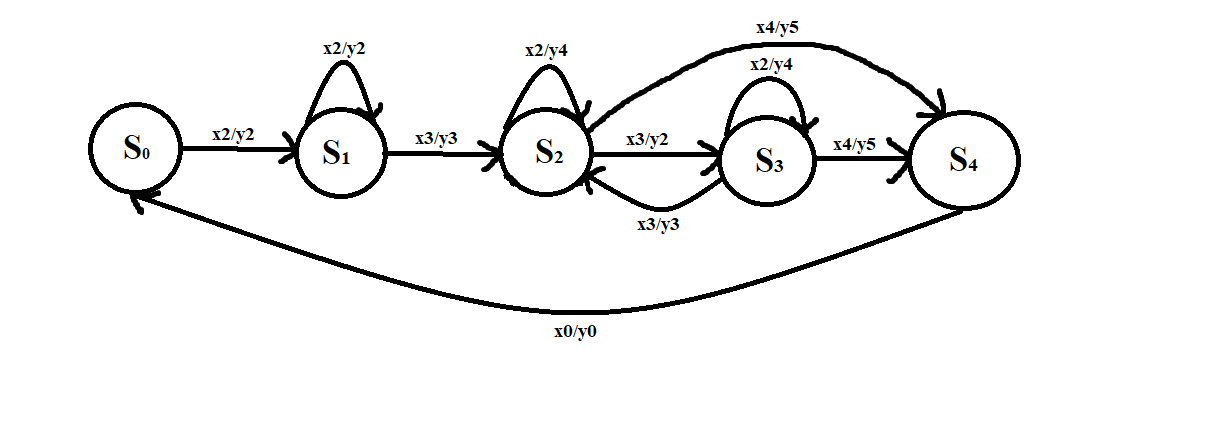 x4/y5
x2/y2
x2/y4
x2/y4
S₀
x2/y2
S₁
x3/y3
S₂
x3/y2
S₃
x4/y5
S₄
x3/y3
x0/y0